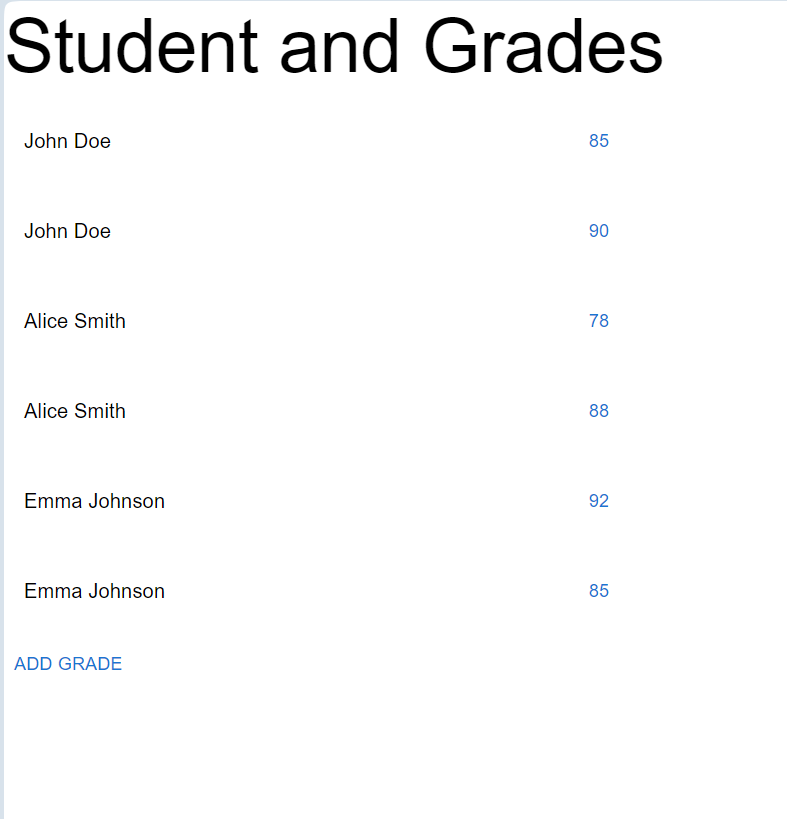 Student and Grades
John Doe 85
John Doe 90
Alice Smith 78
Alice Smith 88
Emma Johnson 92
Emma Johnson 85
ADD GRADE